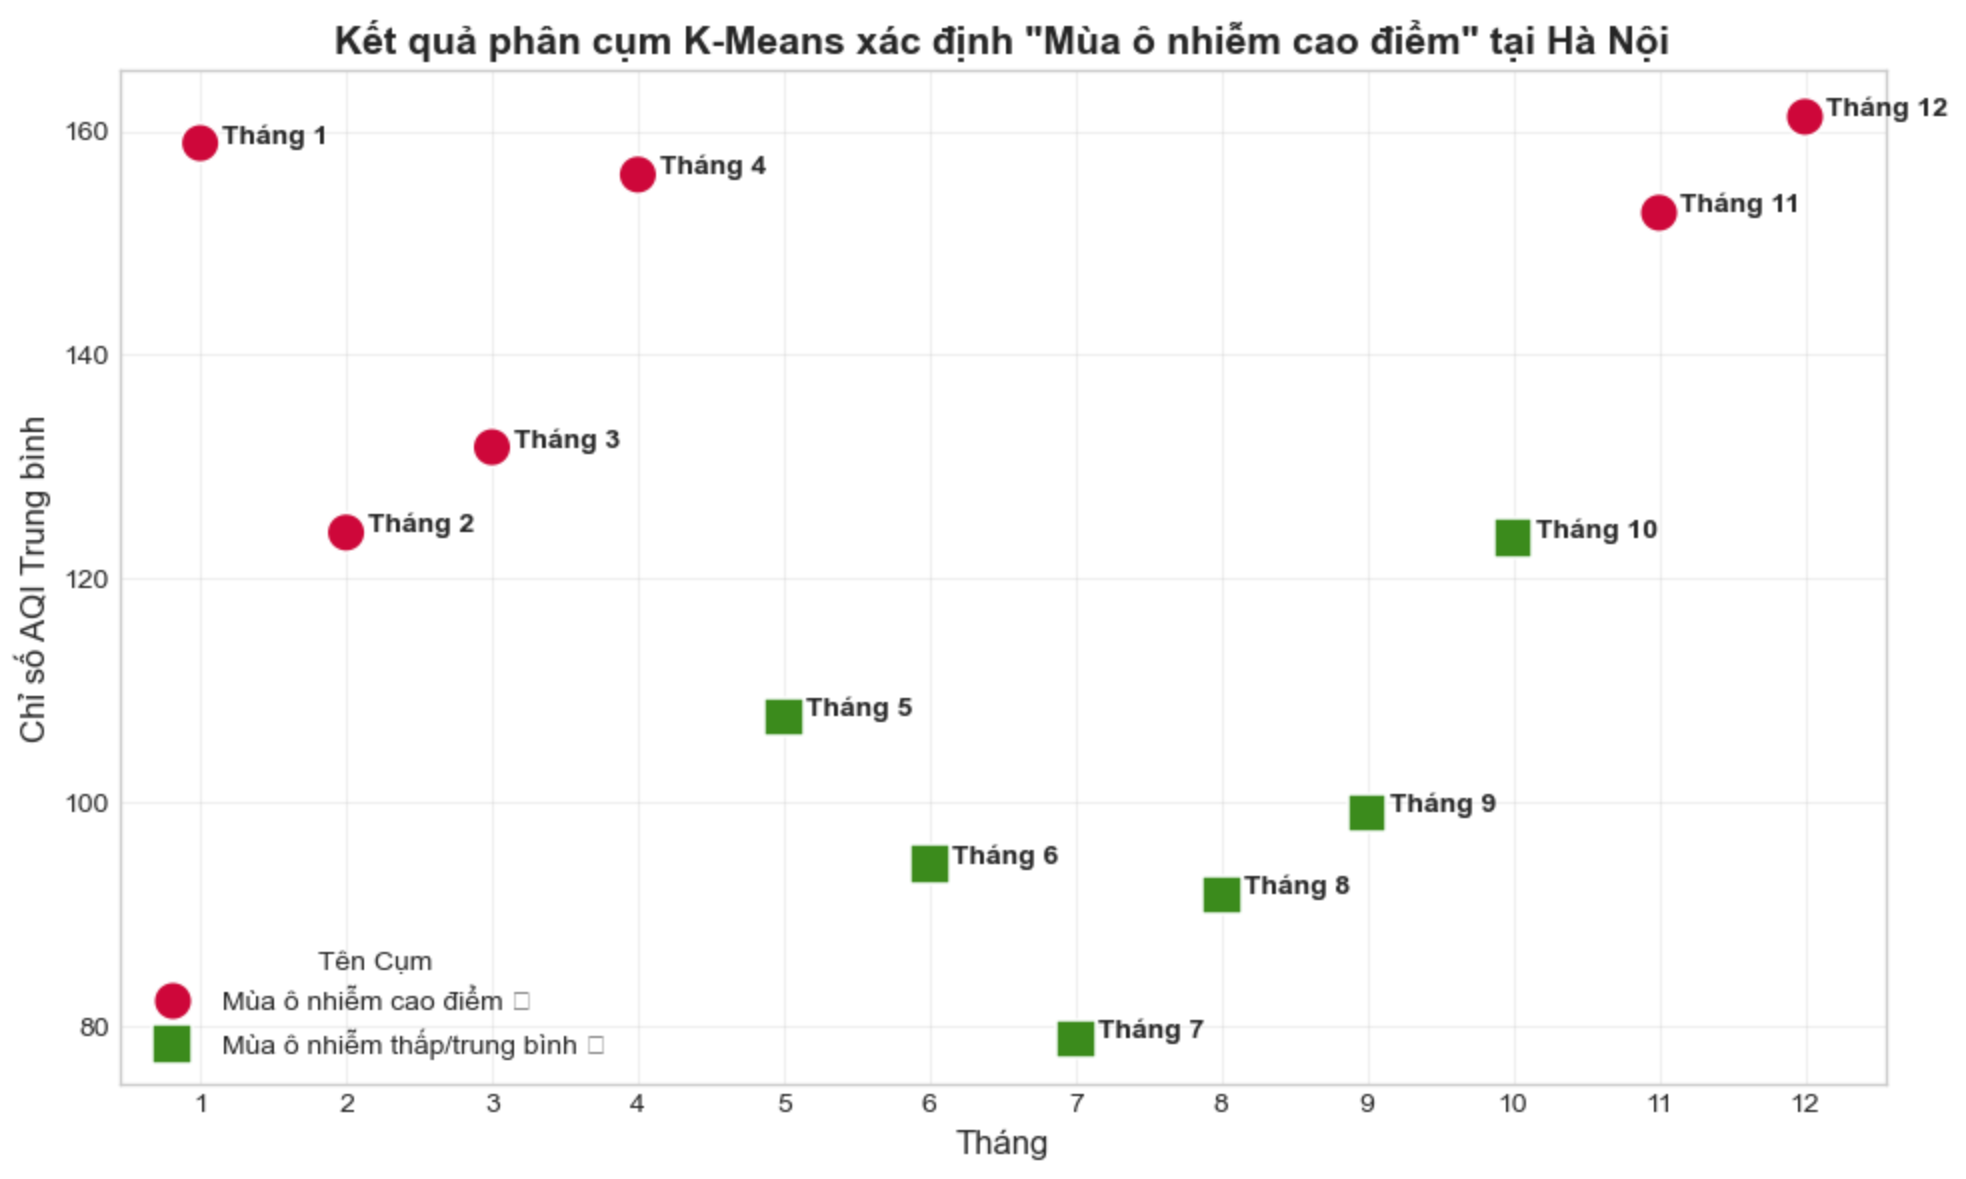 Kết quả phân cụm K-Means xác định "Mùa ô nhiễm cao điểm" tại Hà Nội
Chỉ số AQI Trung bình
160
140
120
100
80
Tháng 1
Tháng 2
Tháng 3
Tháng 4
Tháng 5
Tháng 6
Tháng 7
Tháng 8
Tháng 9
Tháng 10
Tháng 11
Tháng 12
Tên Cụm
Mùa ô nhiễm cao điểm □
Mùa ô nhiễm thấp/trung bình □
1 2 3 4 5 6 7 8 9 10 11 12
Tháng